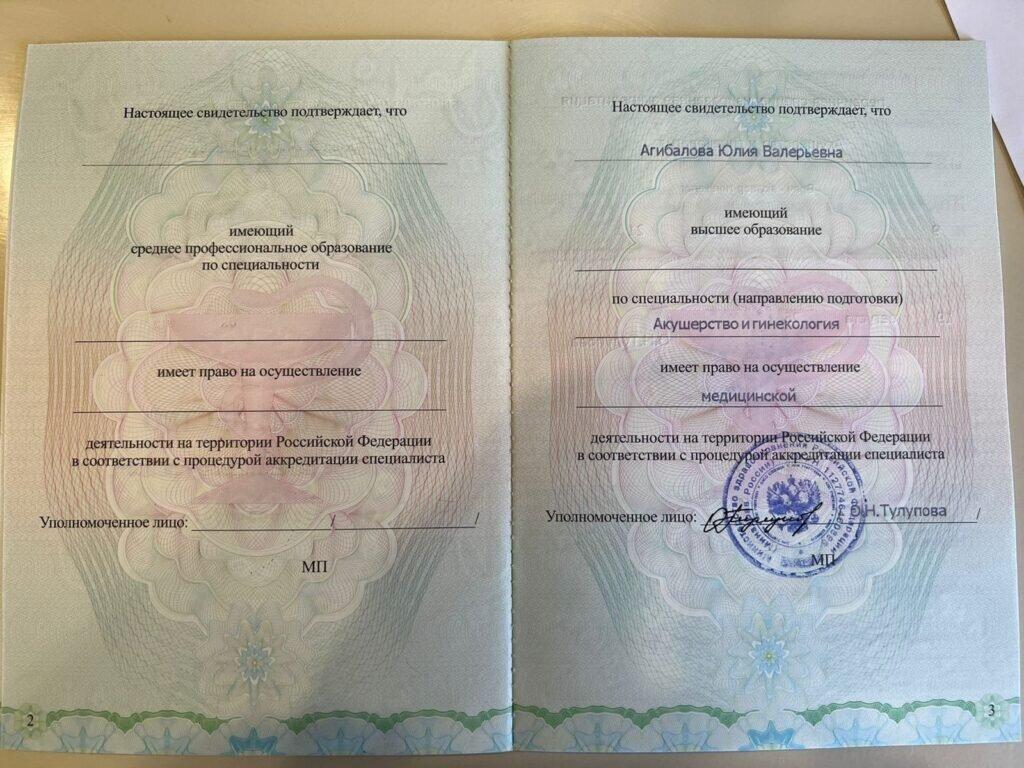 Настоящее свидетельство подтверждает, что
имеющий
среднее профессиональное образование
по специальности
имеет право на осуществление
деятельности на территории Российской Федерации
в соответствии с процедурой аккредитации специалиста
Уполномоченное лицо: / /
МП
2
Настоящее свидетельство подтверждает, что
Агибалова Юлия Валерьевна
имеющий
высшее образование
по специальности (направлению подготовки)
Акушерство и гинекология
имеет право на осуществление
медицинской
деятельности на территории Российской Федерации
в соответствии с процедурой аккредитации специалиста
Уполномоченное лицо: О.Н.Тулупова /
МП
3